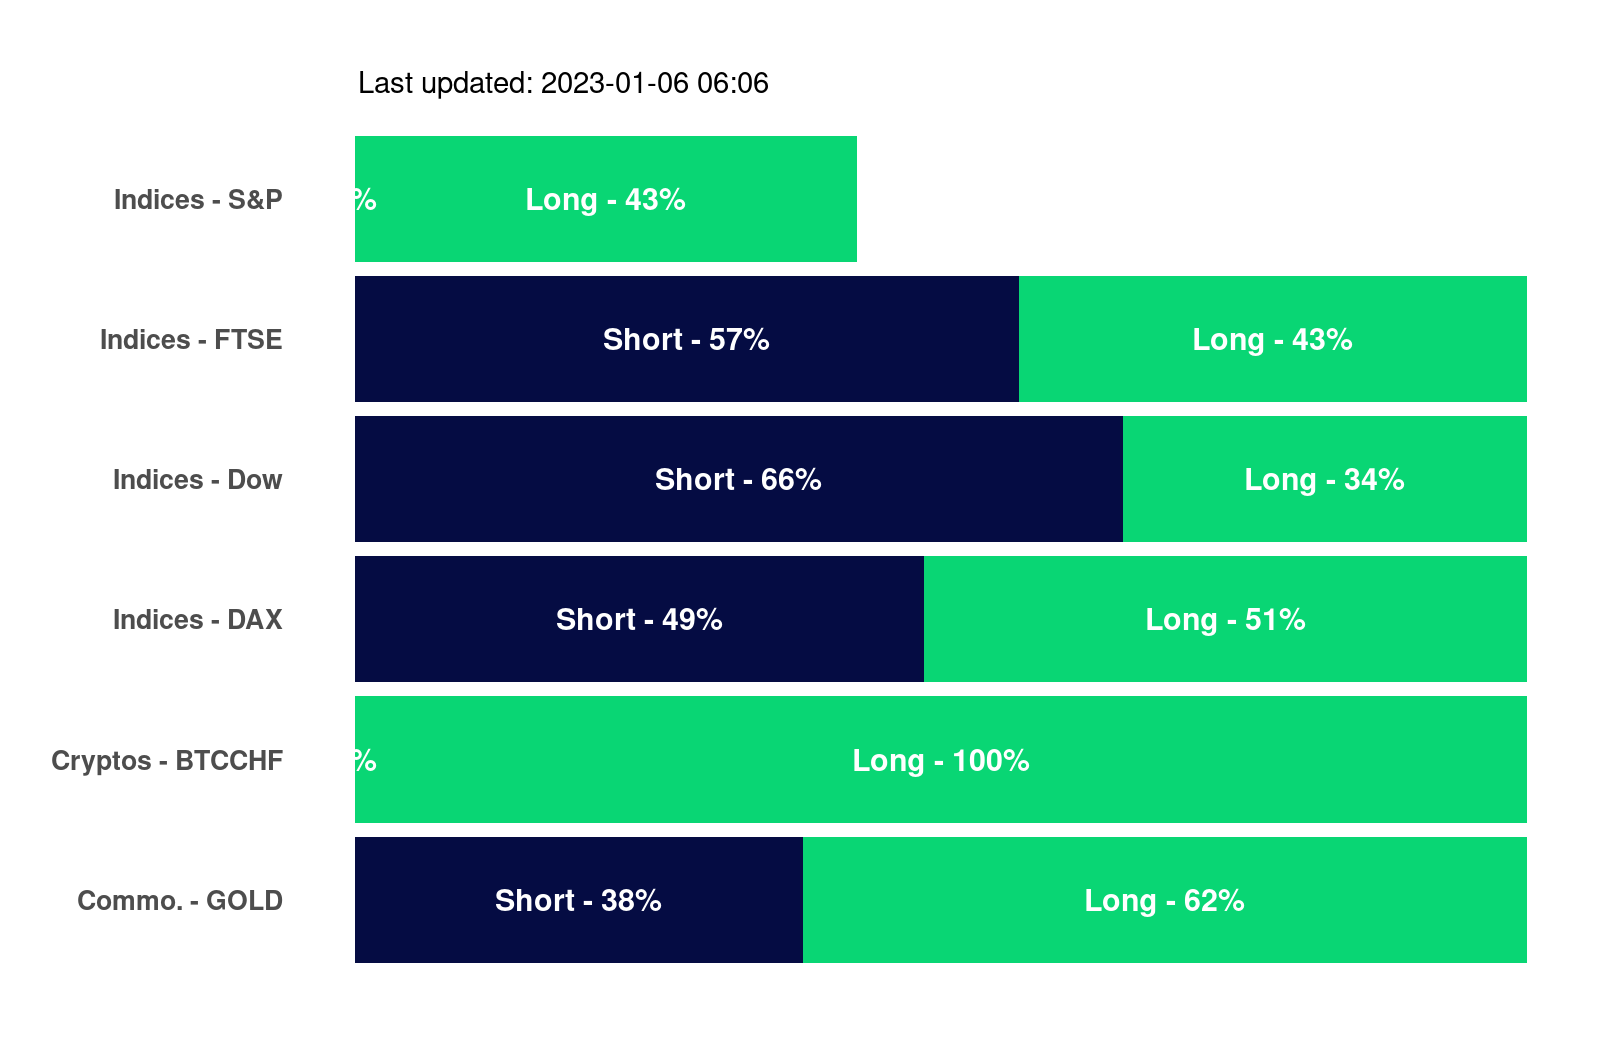 Last updated: 2023-01-06 06:06
Indices - S&P % Long - 43%
Indices - FTSE Short - 57% Long - 43%
Indices - Dow Short - 66% Long - 34%
Indices - DAX Short - 49% Long - 51%
Cryptos - BTCCHF % Long - 100%
Commo. - GOLD Short - 38% Long - 62%